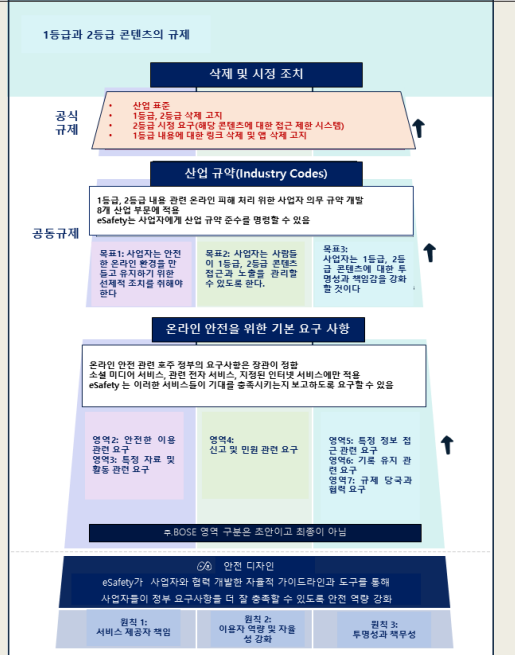 1등급과 2등급 콘텐츠의 규제
삭제 및 시정 조치
공식
규제
• 산업 표준
• 1등급, 2등급 삭제 고지
• 2등급 시정 요구(해당 콘텐츠에 대한 접근 제한 시스템)
• 1등급 내용에 대한 링크 삭제 및 앱 삭제 고지
산업 규약(Industry Codes)
1등급, 2등급 내용 관련 온라인 피해 처리 위한 사업자 의무 규약 개발
8개 산업 부문에 적용
eSafety는 사업자에게 산업 규약 준수를 명령할 수 있음
공동규제
목표1: 사업자는 안전
한 온라인 환경을 만
들고 유지하기 위한
선제적 조치를 취해야
한다
목표2: 사업자는 사람들
이 1등급, 2등급 콘텐츠
접근과 노출을 관리할
수 있도록 한다.
목표3:
사업자는 1등급, 2등
급 콘텐츠에 대한 투
명성과 책임감을 강화
할 것이다
온라인 안전을 위한 기본 요구 사항
온라인 안전 관련 호주 정부의 요구사항은 장관이 정함
소셜 미디어 서비스, 관련 전자 서비스, 지정된 인터넷 서비스에만 적용
eSafety 는 이러한 서비스들이 기대를 충족시키는지 보고하도록 요구할 수 있음
영역2: 안전한 이용
관련 요구
영역3: 특정 자료 및
활동 관련 요구
영역4:
신고 및 민원 관련 요구
영역5: 특정 정보 접
근 관련 요구
영역6: 기록 유지 관
련 요구
영역7: 규제 당국과
협력 요구
주.BOSE 영역 구분은 초안이고 최종이 아님
안전 디자인
eSafety가 사업자와 협력 개발한 자율적 가이드라인과 도구를 통해
사업자들이 정부 요구사항을 더 잘 충족할 수 있도록 안전 역량 강화
원칙 1:
서비스 제공자 책임
원칙 2:
이용자 역량 및 자율
성 강화
원칙 3:
투명성과 책무성